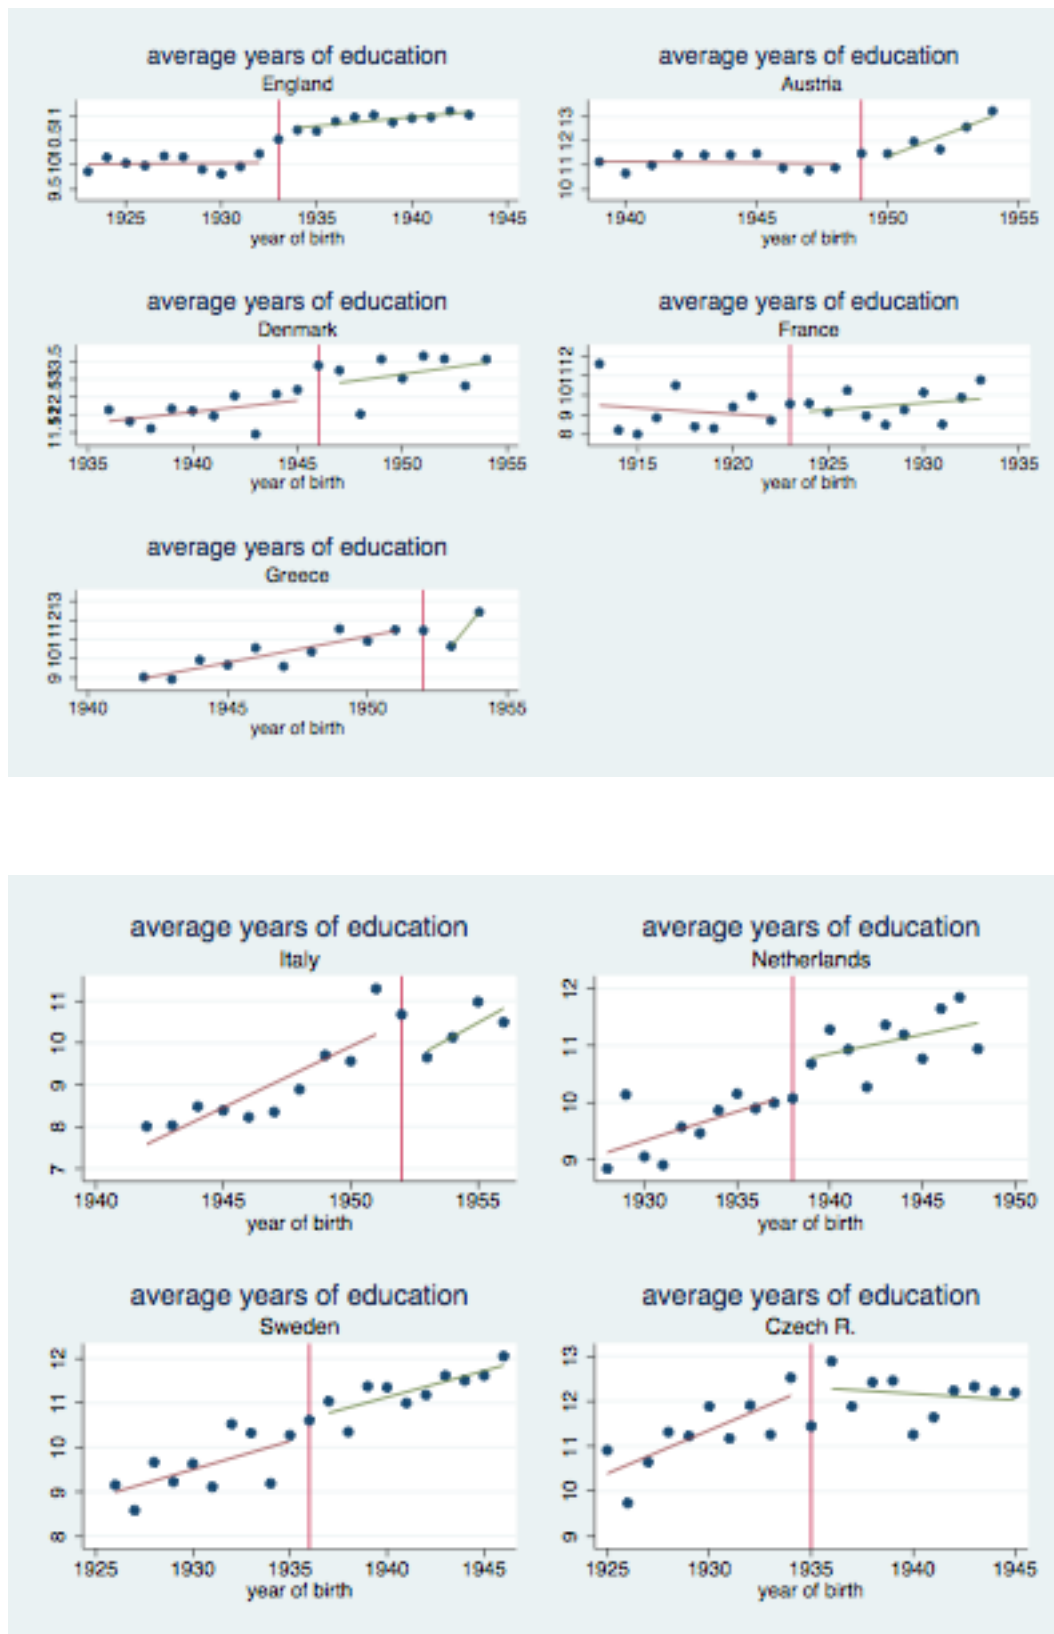 average years of education
England
9.5 10 10.5 11
1925 1930 1935 1940 1945
year of birth
average years of education
Austria
10 11 12 13
1940 1945 1950 1955
year of birth
average years of education
Denmark
1935 1940 1945 1950 1955
year of birth
average years of education
France
8 9 10 11 12
1915 1920 1925 1930 1935
year of birth
average years of education
Greece
9 10 11 12 13
1940 1945 1950 1955
year of birth
average years of education
Italy
7 8 9 10 11
1940 1945 1950 1955
year of birth
average years of education
Netherlands
9 10 11 12
1930 1935 1940 1945 1950
year of birth
average years of education
Sweden
8 9 10 11 12
1925 1930 1935 1940 1945
year of birth
average years of education
Czech R.
9 10 11 12 13
1925 1930 1935 1940 1945
year of birth